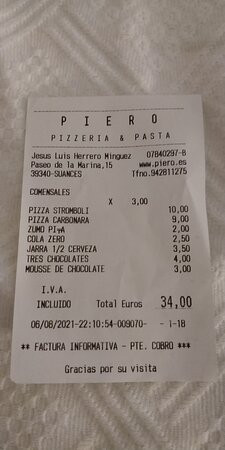 P I E R O
PIZZERIA & PASTA
Jesus Luis Herrero Minguez 07840297-B
Paseo de la Marina,15 www.piero.es
39340-SUANCES Tfno.942811275
COMENSALES
X 3,00
PIZZA STROMBOLI 10,00
PIZZA CARBONARA 9,00
ZUMO PIÑA 2,00
COLA ZERO 2,50
JARRA 1/2 CERVEZA 3,50
TRES CHOCOLATES 4,00
MOUSSE DE CHOCOLATE 3,00
I.V.A.
INCLUIDO Total Euros 34,00
06/08/2021-22:10:54-009070- - 1-18
** FACTURA INFORMATIVA - PTE. COBRO ***
Gracias por su visita